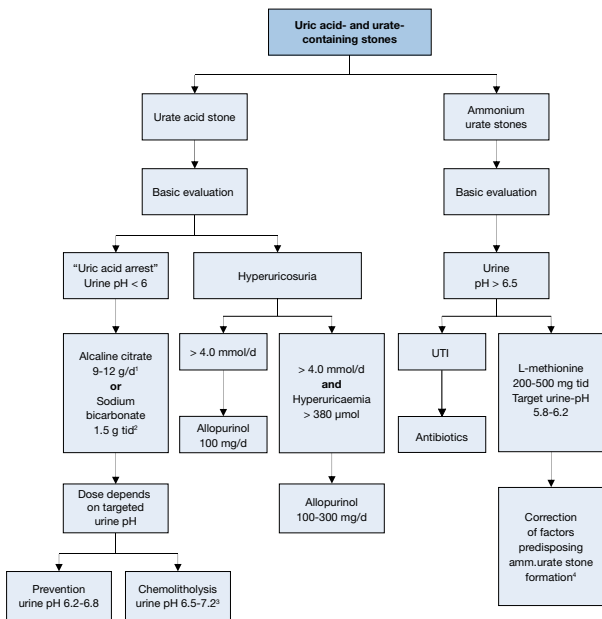 Uric acid- and urate-
containing stones
Urate acid stone
Ammonium
urate stones
Basic evaluation
Basic evaluation
“Uric acid arrest”
Urine pH < 6
Hyperuricosuria
Urine
pH > 6.5
Alcaline citrate
9-12 g/d¹
or
Sodium
bicarbonate
1.5 g tid²
> 4.0 mmol/d
> 4.0 mmol/d
and
Hyperuricaemia
> 380 µmol
UTI
L-methionine
200-500 mg tid
Target urine-pH
5.8-6.2
Allopurinol
100 mg/d
Antibiotics
Dose depends
on targeted
urine pH
Allopurinol
100-300 mg/d
Correction
of factors
predisposing
amm.urate stone
formation⁴
Prevention
urine pH 6.2-6.8
Chemolitholysis
urine pH 6.5-7.2³